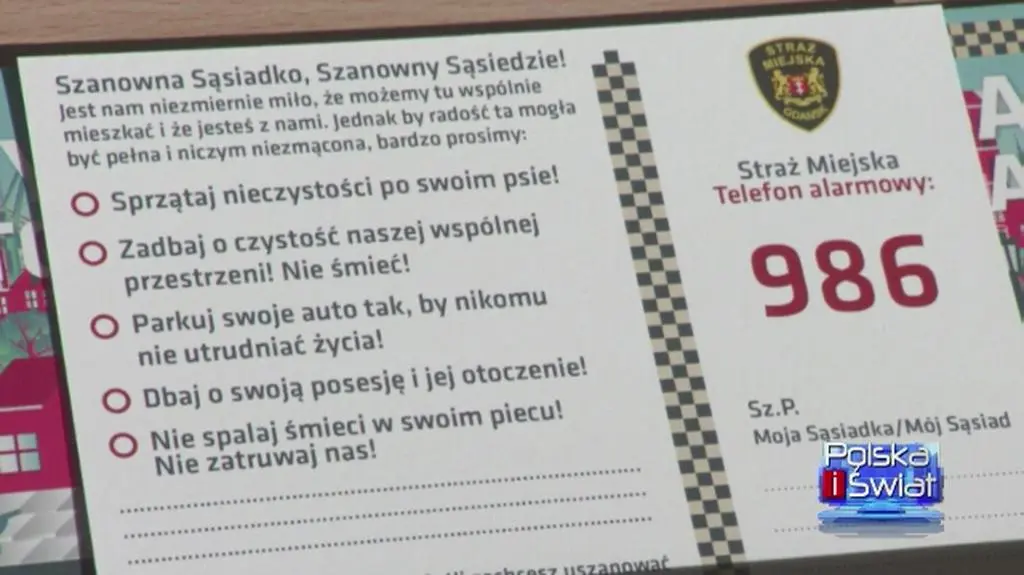 Szanowna Sąsiadko, Szanowny Sąsiedzie!
Jest nam niezmiernie miło, że możemy tu wspólnie
mieszkać i że jesteś z nami. Jednak by radość ta mogła
być pełna i niczym niezmącona, bardzo prosimy:
Sprzątaj nieczystości po swoim psie!
Zadbaj o czystość naszej wspólnej
przestrzeni! Nie śmieć!
Parkuj swoje auto tak, by nikomu
nie utrudniać życia!
Dbaj o swoją posesję i jej otoczenie!
Nie spalaj śmieci w swoim piecu!
Nie zatruwaj nas!
zechcesz uszanować
STRAŻ
MIEJSKA
GDAŃSK
Straż Miejska
Telefon alarmowy:
986
Sz.P.
Moja Sąsiadka/Mój Sąsiad
Polska
i Świat